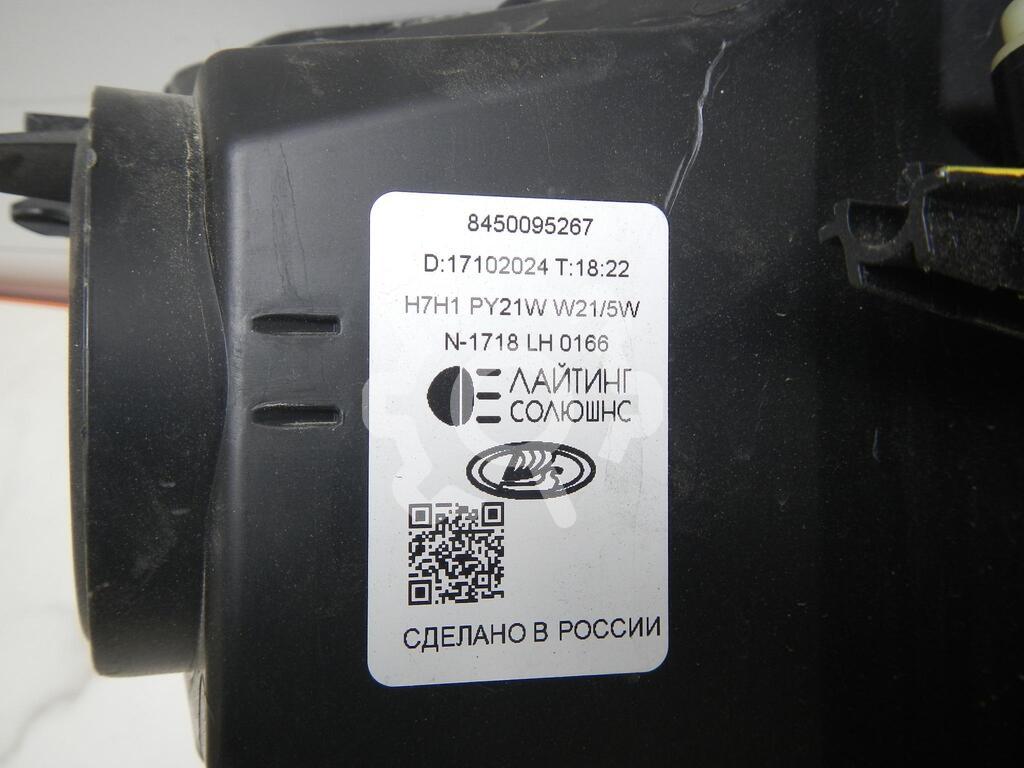 8450095267
D:17102024 T:18:22
H7H1 PY21W W21/5W
N-1718 LH 0166
ЛАЙТИНГ
СОЛЮШНС
СДЕЛАНО В РОССИИ